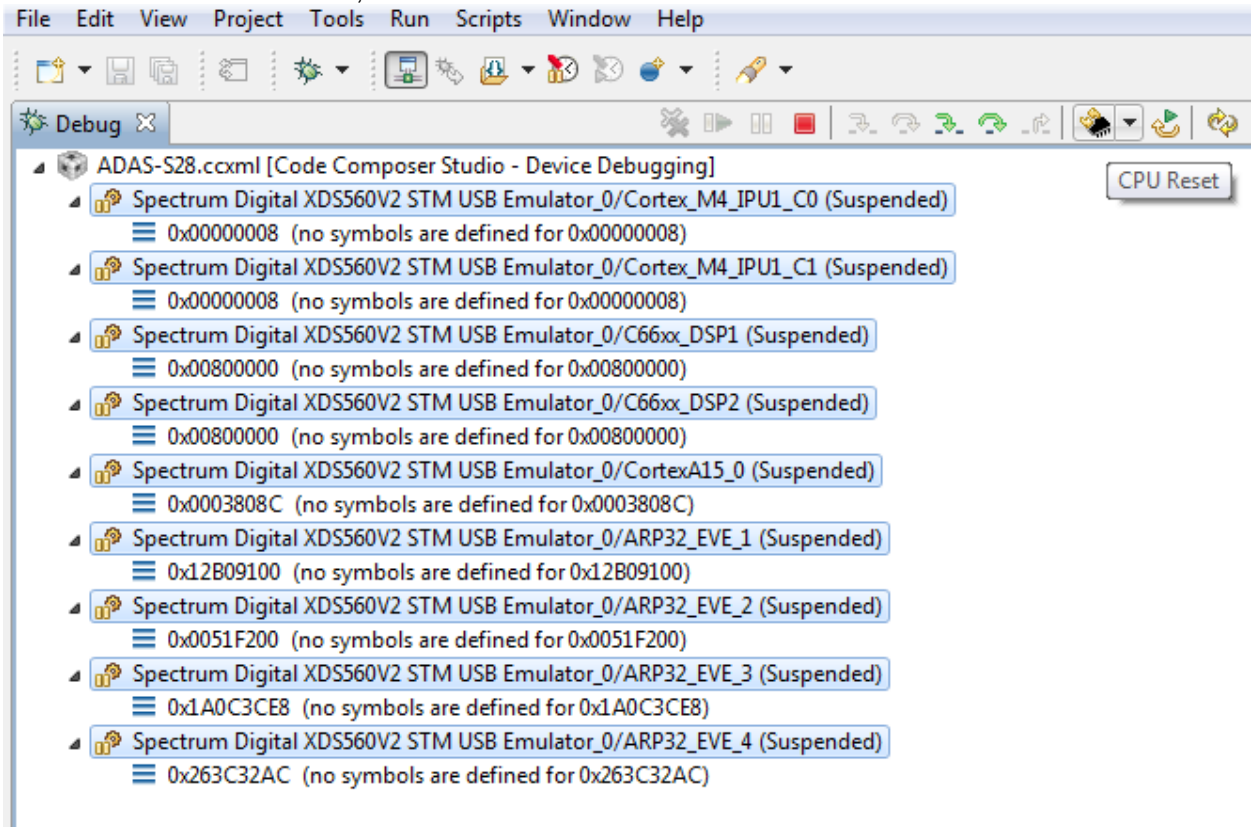 File Edit View Project Tools Run Scripts Window Help
Debug
CPU Reset
ADAS-S28.ccxml [Code Composer Studio - Device Debugging]
Spectrum Digital XDS560V2 STM USB Emulator_0/Cortex_M4_IPU1_C0 (Suspended)
0x00000008 (no symbols are defined for 0x00000008)
Spectrum Digital XDS560V2 STM USB Emulator_0/Cortex_M4_IPU1_C1 (Suspended)
0x00000008 (no symbols are defined for 0x00000008)
Spectrum Digital XDS560V2 STM USB Emulator_0/C66xx_DSP1 (Suspended)
0x00800000 (no symbols are defined for 0x00800000)
Spectrum Digital XDS560V2 STM USB Emulator_0/C66xx_DSP2 (Suspended)
0x00800000 (no symbols are defined for 0x00800000)
Spectrum Digital XDS560V2 STM USB Emulator_0/CortexA15_0 (Suspended)
0x0003808C (no symbols are defined for 0x0003808C)
Spectrum Digital XDS560V2 STM USB Emulator_0/ARP32_EVE_1 (Suspended)
0x12B09100 (no symbols are defined for 0x12B09100)
Spectrum Digital XDS560V2 STM USB Emulator_0/ARP32_EVE_2 (Suspended)
0x0051F200 (no symbols are defined for 0x0051F200)
Spectrum Digital XDS560V2 STM USB Emulator_0/ARP32_EVE_3 (Suspended)
0x1A0C3CE8 (no symbols are defined for 0x1A0C3CE8)
Spectrum Digital XDS560V2 STM USB Emulator_0/ARP32_EVE_4 (Suspended)
0x263C32AC (no symbols are defined for 0x263C32AC)